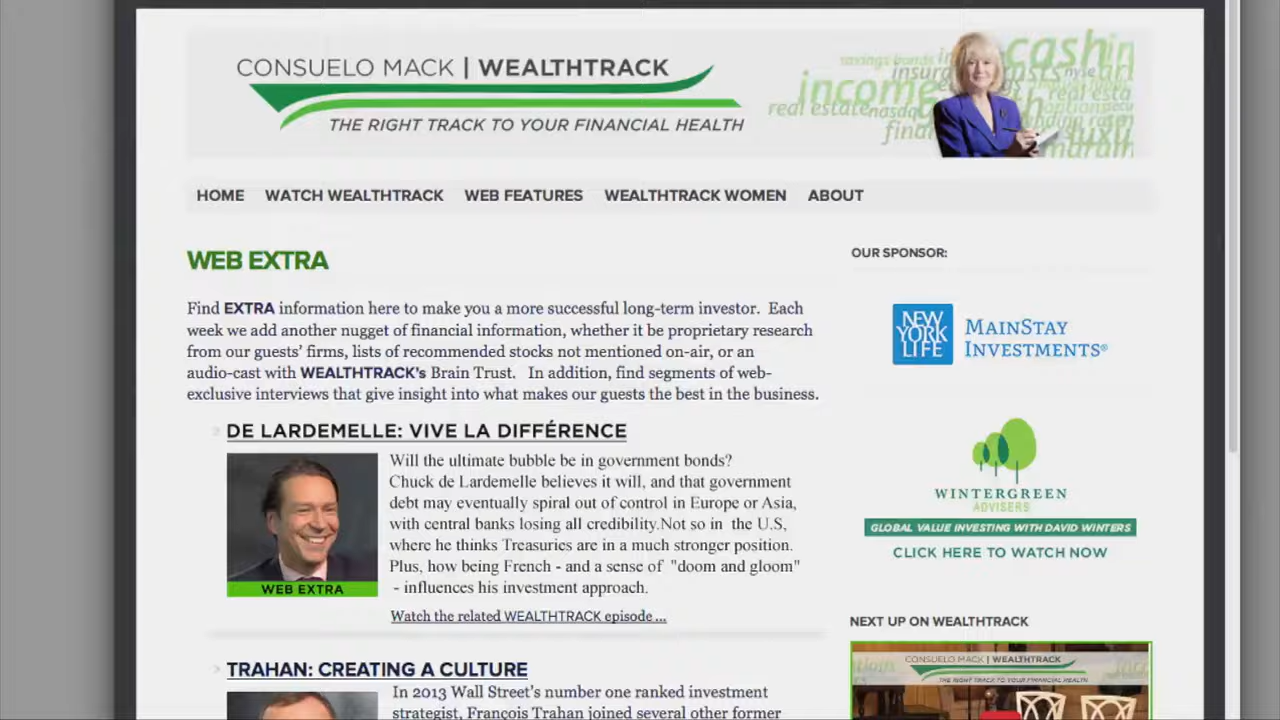 CONSUELO MACK | WEALTHTRACK
THE RIGHT TRACK TO YOUR FINANCIAL HEALTH
savings bonds
cash
income
real estate
nasdaq
nyse
HOME WATCH WEALTHTRACK WEB FEATURES WEALTHTRACK WOMEN ABOUT
WEB EXTRA
Find EXTRA information here to make you a more successful long-term investor. Each
week we add another nugget of financial information, whether it be proprietary research
from our guests' firms, lists of recommended stocks not mentioned on-air, or an
audio-cast with WEALTHTRACK's Brain Trust. In addition, find segments of web-
exclusive interviews that give insight into what makes our guests the best in the business.
DE LARDEMELLE: VIVE LA DIFFÉRENCE
Will the ultimate bubble be in government bonds?
Chuck de Lardemelle believes it will, and that government
debt may eventually spiral out of control in Europe or Asia,
with central banks losing all credibility.Not so in the U.S,
where he thinks Treasuries are in a much stronger position.
Plus, how being French - and a sense of "doom and gloom"
- influences his investment approach.
WEB EXTRA
Watch the related WEALTHTRACK episode ...
TRAHAN: CREATING A CULTURE
In 2013 Wall Street's number one ranked investment
strategist, François Trahan joined several other former
OUR SPONSOR:
NEW
YORK
LIFE
MAINSTAY
INVESTMENTS®
WINTERGREEN
ADVISERS
GLOBAL VALUE INVESTING WITH DAVID WINTERS
CLICK HERE TO WATCH NOW
NEXT UP ON WEALTHTRACK
CONSUELO MACK | WEALTHTRACK
THE RIGHT TRACK TO YOUR FINANCIAL HEALTH